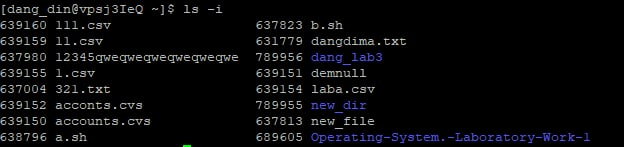 [dang_din@vpsj3IeQ ~]$ ls -i
639160 111.csv 637823 b.sh
639159 11.csv 631779 dangdima.txt
637980 12345qweqweqweqweqweqwe 789956 dang_lab3
639155 1.csv 639151 demnull
637004 321.txt 639154 laba.csv
639152 acconts.cvs 789955 new_dir
639150 accounts.cvs 637813 new_file
638796 a.sh 689605 Operating-System.-Laboratory-Work-1